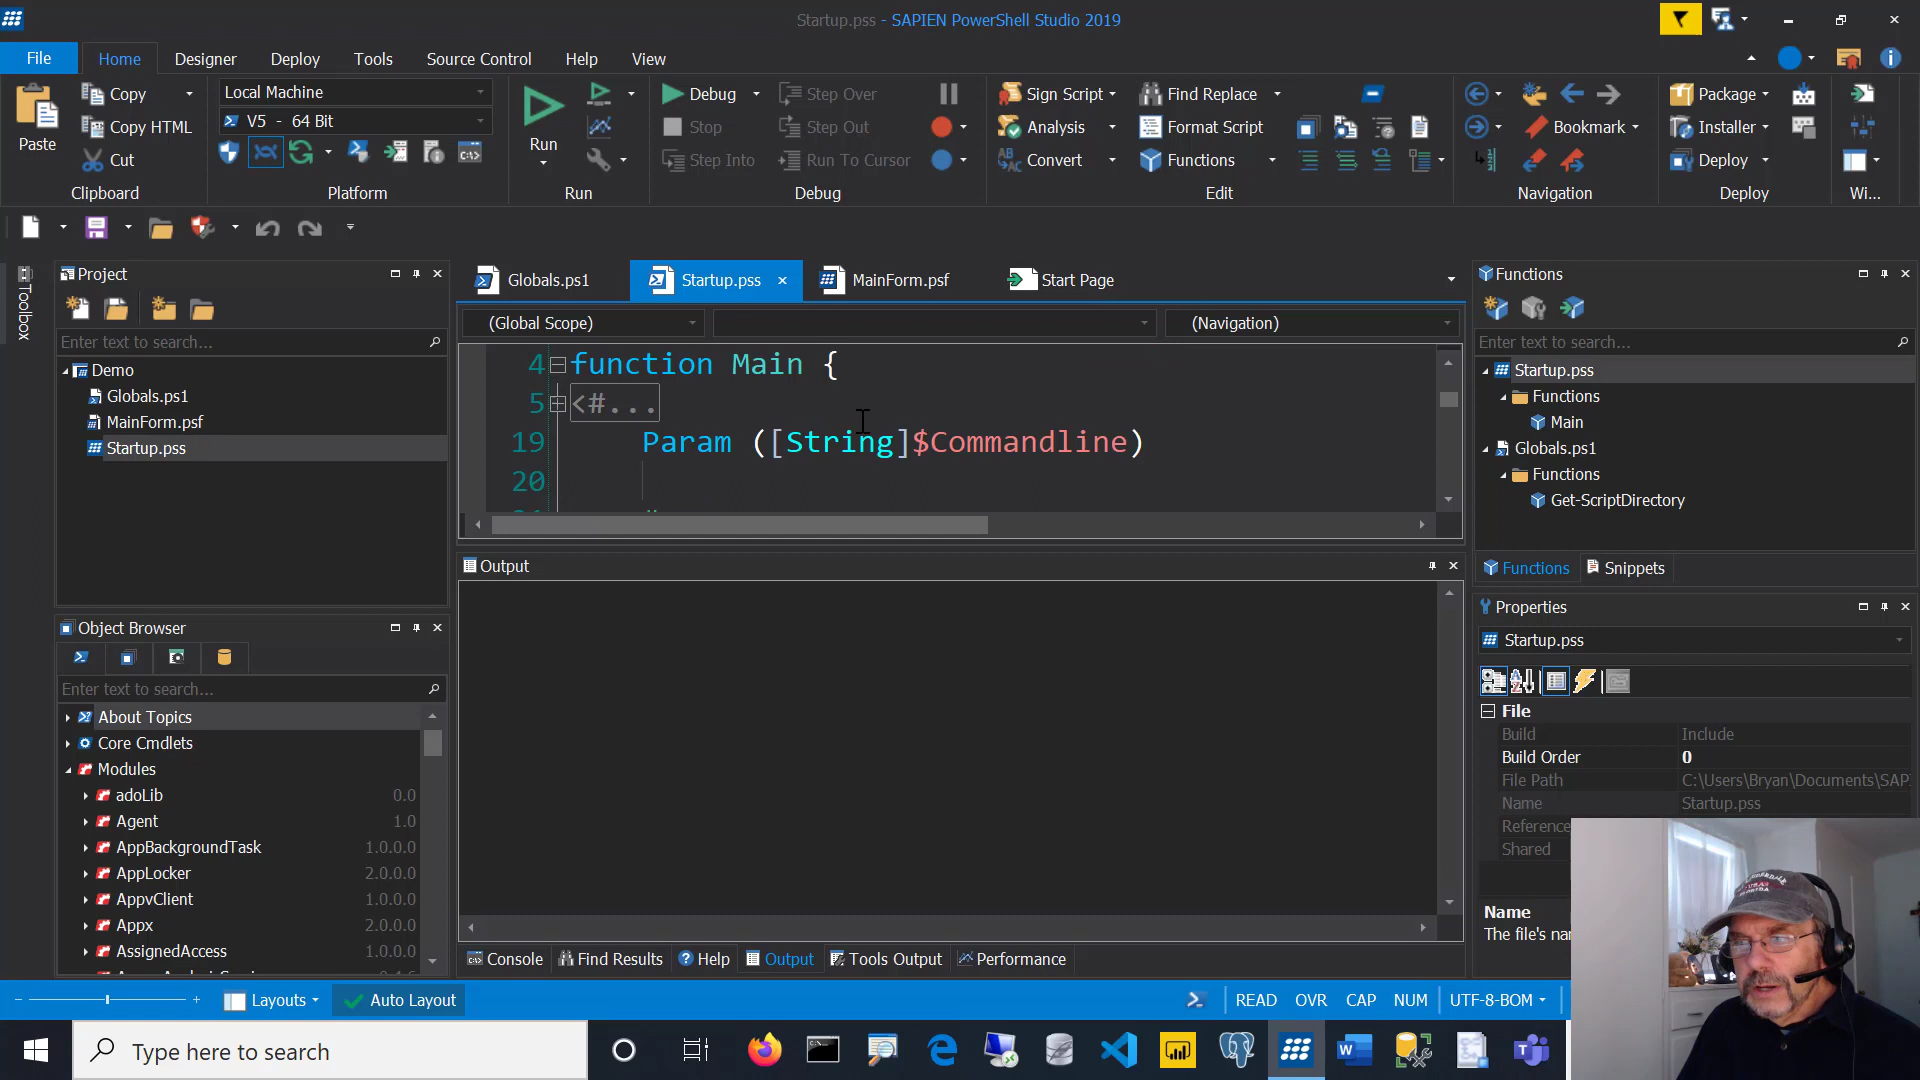 Startup.pss - SAPIEN PowerShell Studio 2019
File
Home
Designer
Deploy
Tools
Source Control
Help
View
Paste
Copy
Copy HTML
Cut
Clipboard
Local Machine
V5 - 64 Bit
Platform
Run
Run
Debug
Stop
Step Into
Step Over
Step Out
Run To Cursor
Debug
Sign Script
Analysis
Convert
Find Replace
Format Script
Functions
Edit
Bookmark
Navigation
Package
Installer
Deploy
Deploy
Wi...
Toolbox
Project
Enter text to search...
Demo
Globals.ps1
MainForm.psf
Startup.pss
Object Browser
Enter text to search...
About Topics
Core Cmdlets
Modules
adoLib 0.0
Agent 1.0
AppBackgroundTask 1.0.0.0
AppLocker 2.0.0.0
AppvClient 1.0.0.0
Appx 2.0.0.0
AssignedAccess 1.0.0.0
Globals.ps1
Startup.pss
MainForm.psf
Start Page
(Global Scope)
(Navigation)
4 function Main {
5 <#...
19 Param ([String]$Commandline)
20
Output
Console
Find Results
Help
Output
Tools Output
Performance
Functions
Enter text to search...
Startup.pss
Functions
Main
Globals.ps1
Functions
Get-ScriptDirectory
Functions
Snippets
Properties
Startup.pss
File
Build Include
Build Order 0
File Path C:\Users\Bryan\Documents\SAP
Name Startup.pss
Reference
Shared
Name
The file's na
Layouts
Auto Layout
READ
OVR
CAP
NUM
UTF-8-BOM
Type here to search